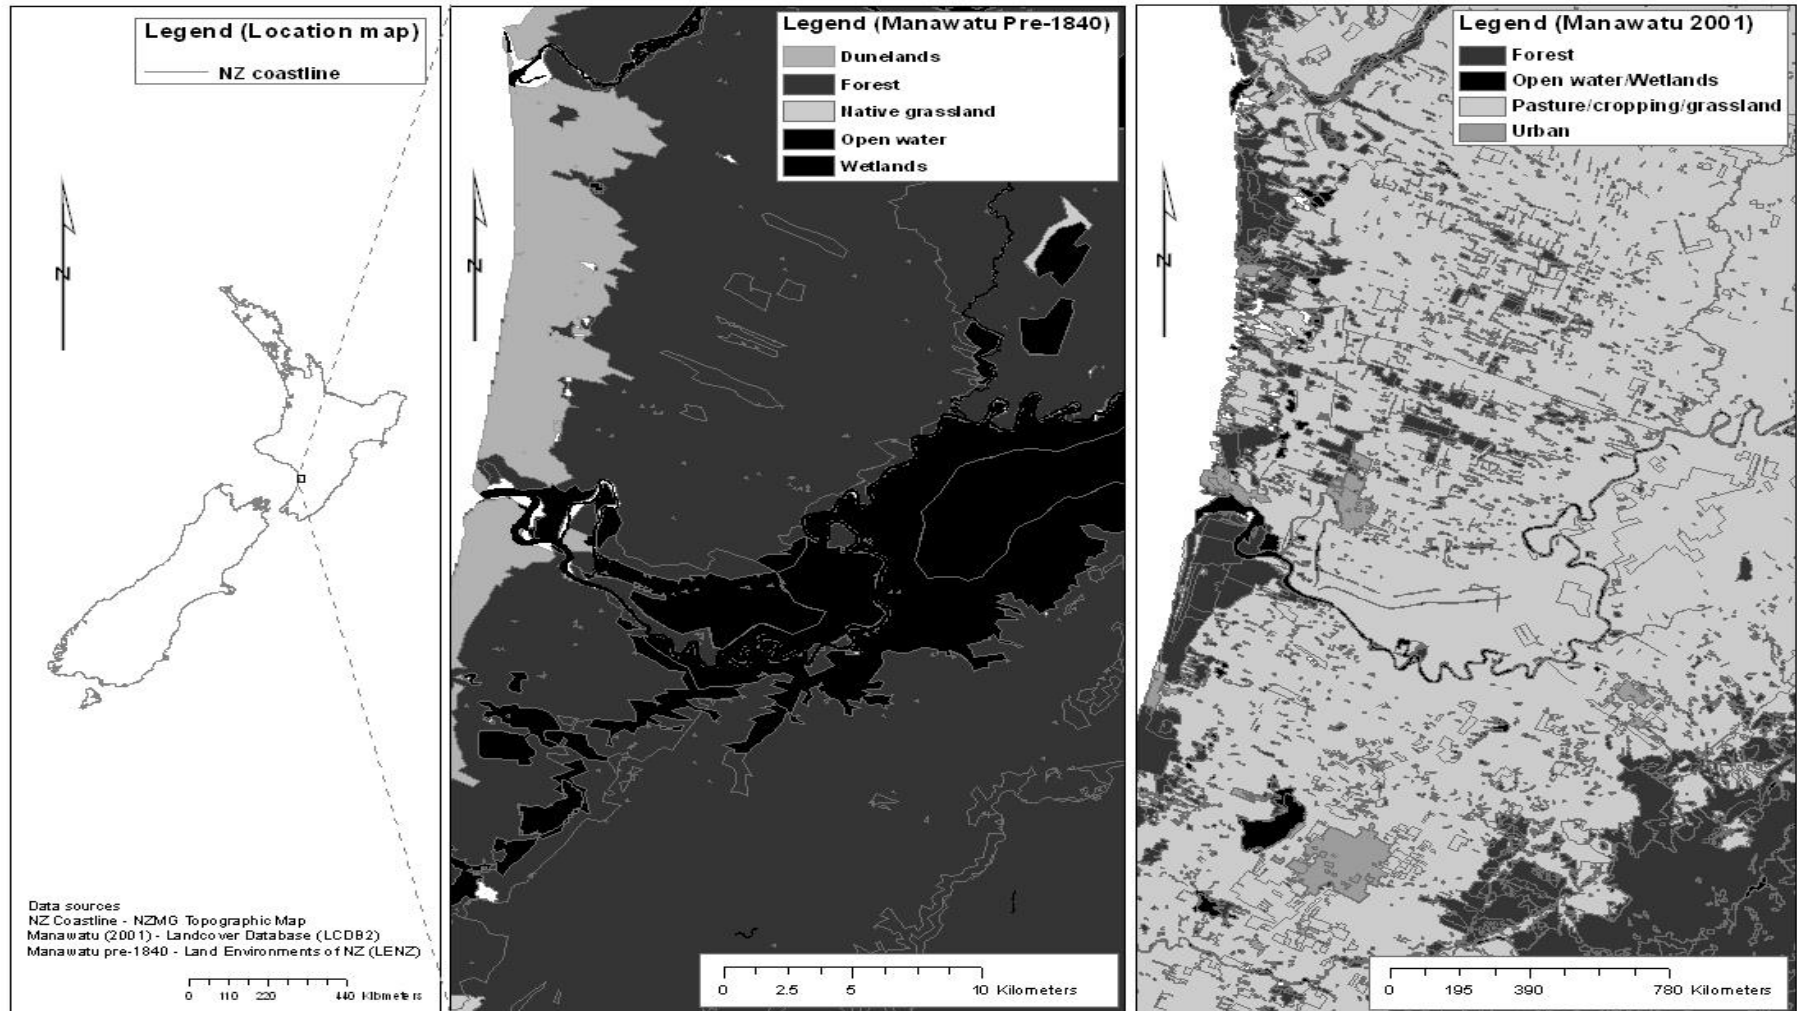 Legend (Location map)
NZ coastline
N
Data sources
NZ Coastline - NZMG Topographic Map
Manawatu (2001) - Landcover Database (LCDB2)
Manawatu pre-1840 - Land Environments of NZ (LENZ)
0 110 220 440 Kilometers
Legend (Manawatu Pre-1840)
Dunelands
Forest
Native grassland
Open water
Wetlands
N
0 2.5 5 10 Kilometers
Legend (Manawatu 2001)
Forest
Open water/Wetlands
Pasture/cropping/grassland
Urban
N
0 195 390 780 Kilometers